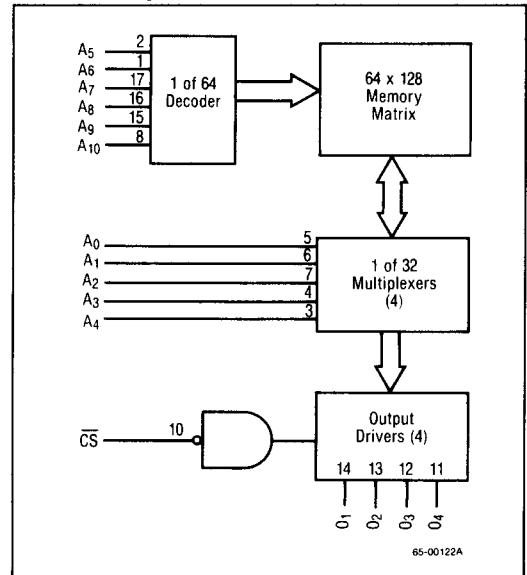 A5 2
A6 1
A7 17
A8 16
A9 15
A10 8
1 of 64
Decoder
64 x 128
Memory
Matrix
A0 5
A1 6
A2 7
A3 4
A4 3
1 of 32
Multiplexers
(4)
CS 10
Output
Drivers (4)
14 13 12 11
O1 O2 O3 O4
65-00122A